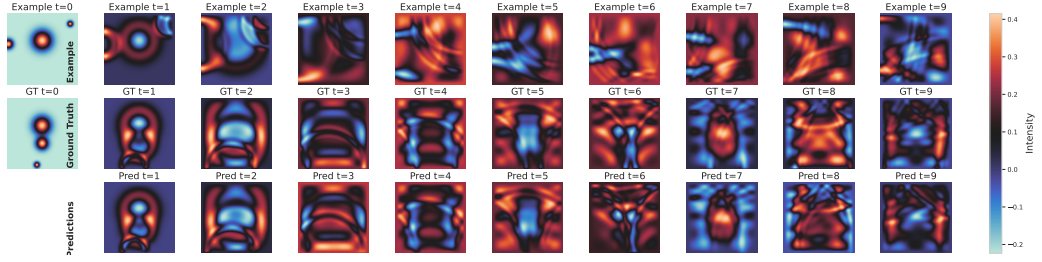 Example t=0 Example t=1 Example t=2 Example t=3 Example t=4 Example t=5 Example t=6 Example t=7 Example t=8 Example t=9
Example
GT t=0 GT t=1 GT t=2 GT t=3 GT t=4 GT t=5 GT t=6 GT t=7 GT t=8 GT t=9
Ground Truth
Pred t=1 Pred t=2 Pred t=3 Pred t=4 Pred t=5 Pred t=6 Pred t=7 Pred t=8 Pred t=9
Predictions
0.4
0.3
0.2
0.1
0.0
−0.1
−0.2
Intensity